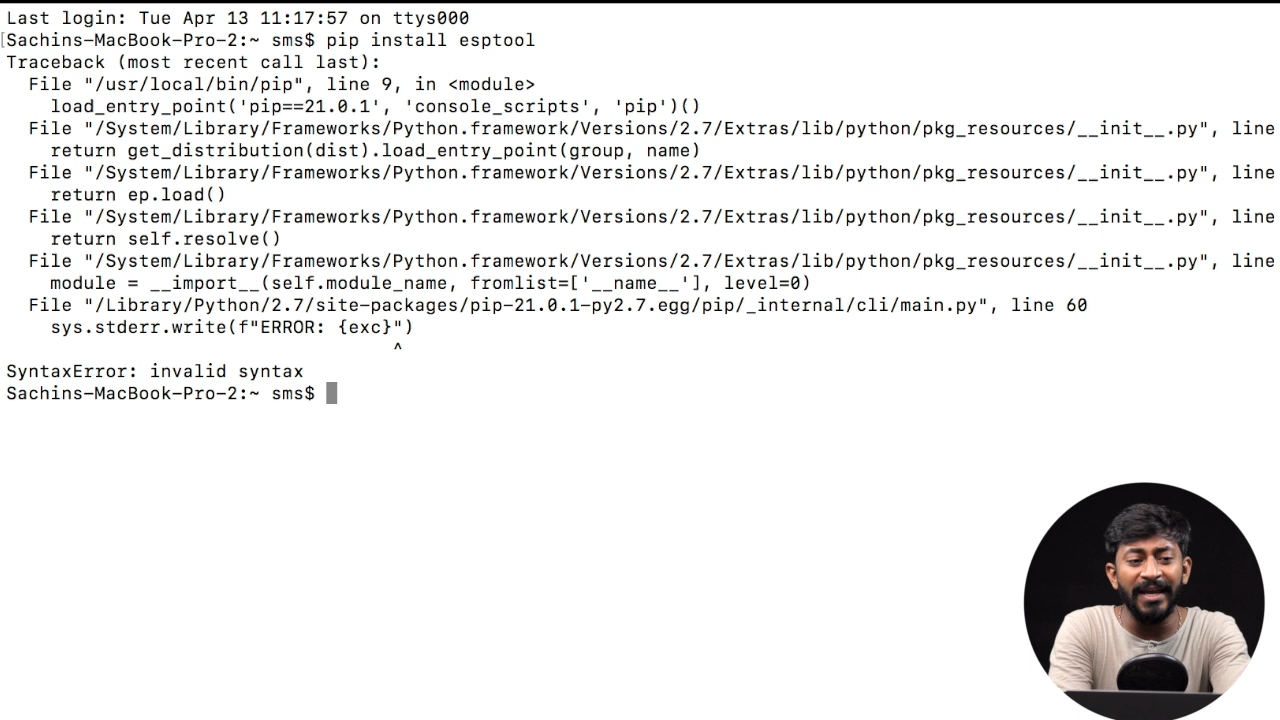 Last login: Tue Apr 13 11:17:57 on ttys000
[Sachins-MacBook-Pro-2:~ sms$ pip install esptool
Traceback (most recent call last):
  File "/usr/local/bin/pip", line 9, in <module>
    load_entry_point('pip==21.0.1', 'console_scripts', 'pip')()
  File "/System/Library/Frameworks/Python.framework/Versions/2.7/Extras/lib/python/pkg_resources/__init__.py", line
    return get_distribution(dist).load_entry_point(group, name)
  File "/System/Library/Frameworks/Python.framework/Versions/2.7/Extras/lib/python/pkg_resources/__init__.py", line
    return ep.load()
  File "/System/Library/Frameworks/Python.framework/Versions/2.7/Extras/lib/python/pkg_resources/__init__.py", line
    return self.resolve()
  File "/System/Library/Frameworks/Python.framework/Versions/2.7/Extras/lib/python/pkg_resources/__init__.py", line
    module = __import__(self.module_name, fromlist=['__name__'], level=0)
  File "/Library/Python/2.7/site-packages/pip-21.0.1-py2.7.egg/pip/_internal/cli/main.py", line 60
    sys.stderr.write(f"ERROR: {exc}")
                                   ^
SyntaxError: invalid syntax
Sachins-MacBook-Pro-2:~ sms$